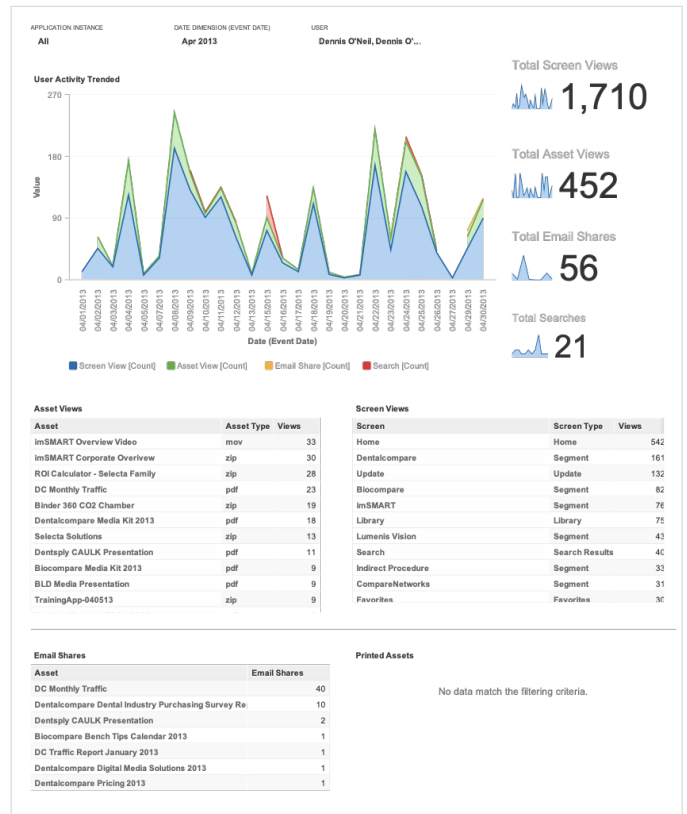 APPLICATION INSTANCE DATE DIMENSION (EVENT DATE) USER
All Apr 2013 Dennis O'Neil, Dennis O'...
Total Screen Views
1,710
Total Asset Views
452
Total Email Shares
56
Total Searches
21
User Activity Trended
270
180
90
0
Value
04/01/2013
04/02/2013
04/03/2013
04/04/2013
04/05/2013
04/07/2013
04/08/2013
04/09/2013
04/10/2013
04/11/2013
04/12/2013
04/13/2013
04/15/2013
04/16/2013
04/17/2013
04/18/2013
04/19/2013
04/20/2013
04/21/2013
04/22/2013
04/23/2013
04/24/2013
04/25/2013
04/26/2013
04/27/2013
04/29/2013
04/30/2013
Date (Event Date)
Screen View [Count] Asset View [Count] Email Share [Count] Search [Count]
Asset Views
Asset Asset Type Views
imSMART Overview Video mov 33
imSMART Corporate Overivew zip 30
ROI Calculator - Selecta Family zip 28
DC Monthly Traffic pdf 23
Binder 360 CO2 Chamber zip 19
Dentalcompare Media Kit 2013 pdf 18
Selecta Solutions zip 13
Dentsply CAULK Presentation pdf 11
Biocompare Media Kit 2013 pdf 9
BLD Media Presentation pdf 9
TrainingApp-040513 zip 9
Screen Views
Screen Screen Type Views
Home Home 542
Dentalcompare Segment 161
Update Update 132
Biocompare Segment 82
imSMART Segment 76
Library Library 75
Lumenis Vision Segment 43
Search Search Results 40
Indirect Procedure Segment 33
CompareNetworks Segment 31
Favorites Favorites 30
Email Shares
Asset Email Shares
DC Monthly Traffic 40
Dentalcompare Dental Industry Purchasing Survey Re 10
Dentsply CAULK Presentation 2
Biocompare Bench Tips Calendar 2013 1
DC Traffic Report January 2013 1
Dentalcompare Digital Media Solutions 2013 1
Dentalcompare Pricing 2013 1
Printed Assets
No data match the filtering criteria.